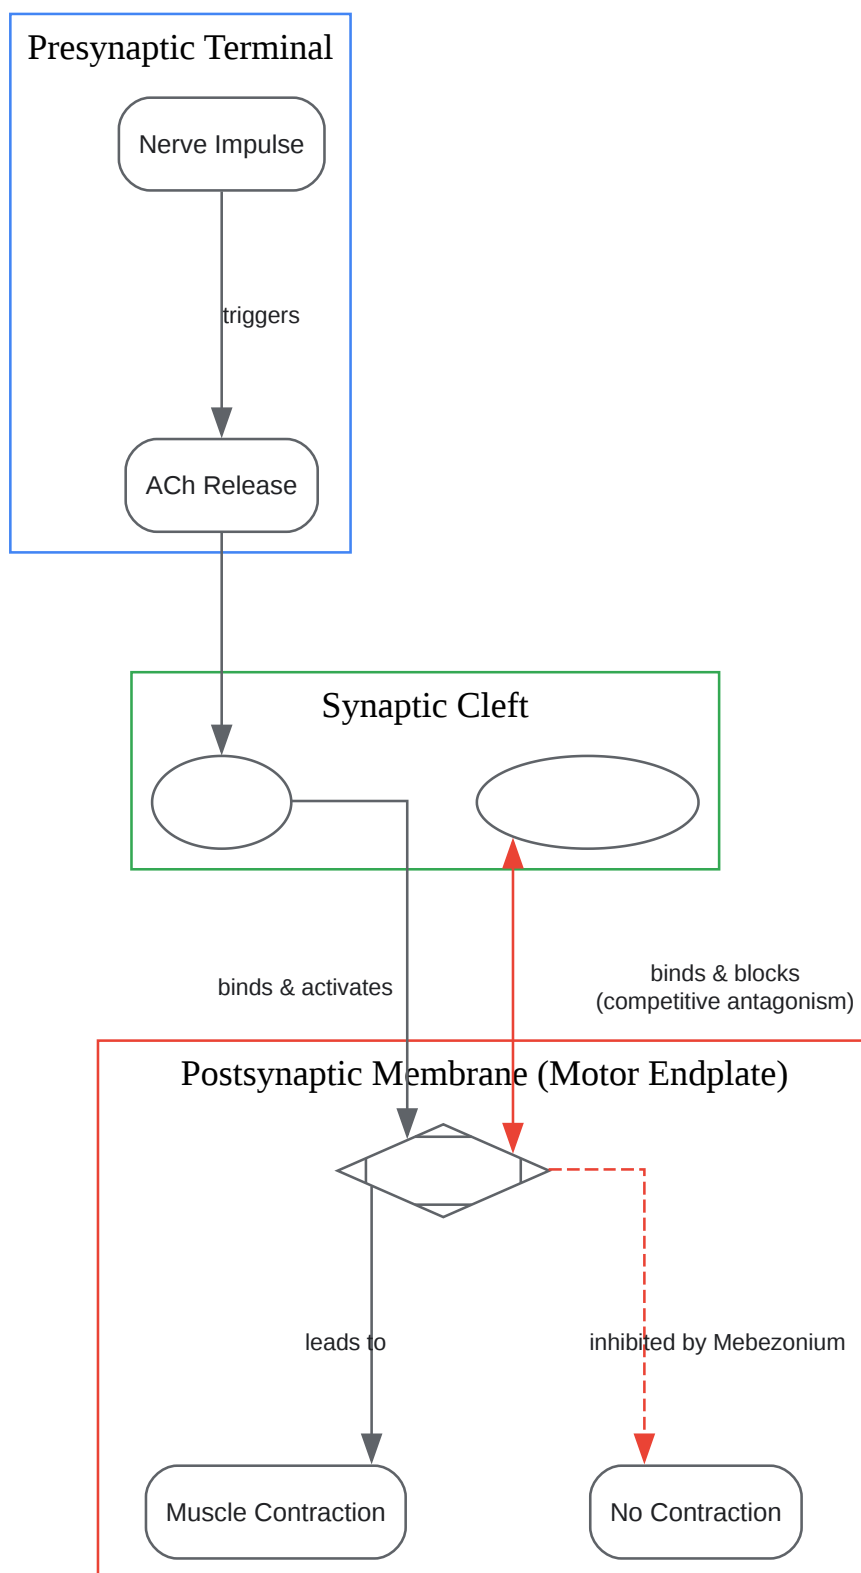 Presynaptic Terminal
Nerve Impulse
triggers
ACh Release
Synaptic Cleft
binds & activates
binds & blocks
(competitive antagonism)
Postsynaptic Membrane (Motor Endplate)
leads to
inhibited by Mebezonium
Muscle Contraction
No Contraction